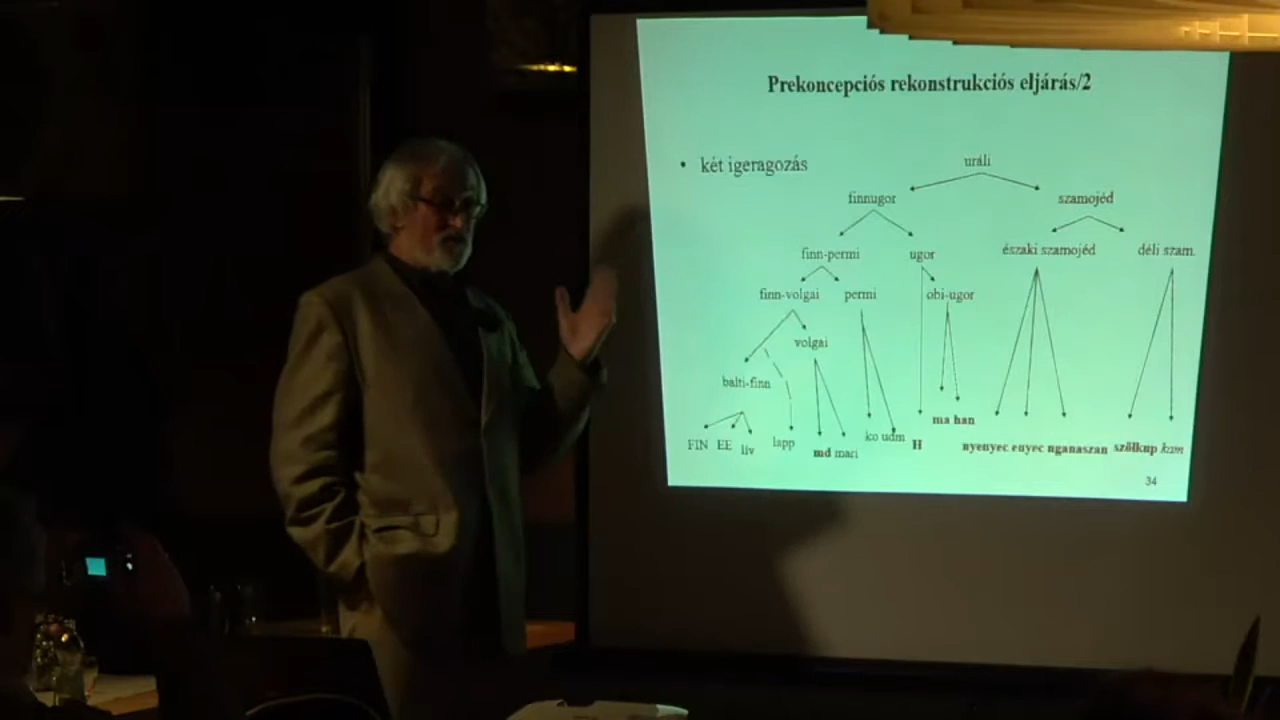 Prekoncepciós rekonstrukciós eljárás/2
• két igeragozás
uráli
finnugor szamojéd
finn-permi ugor északi szamojéd déli szam.
finn-volgai permi obi-ugor
volgai
balti-finn
ma han
FIN EE liv lapp md mari ko udm H nyenyec enyec nganaszan szölkup kam
34